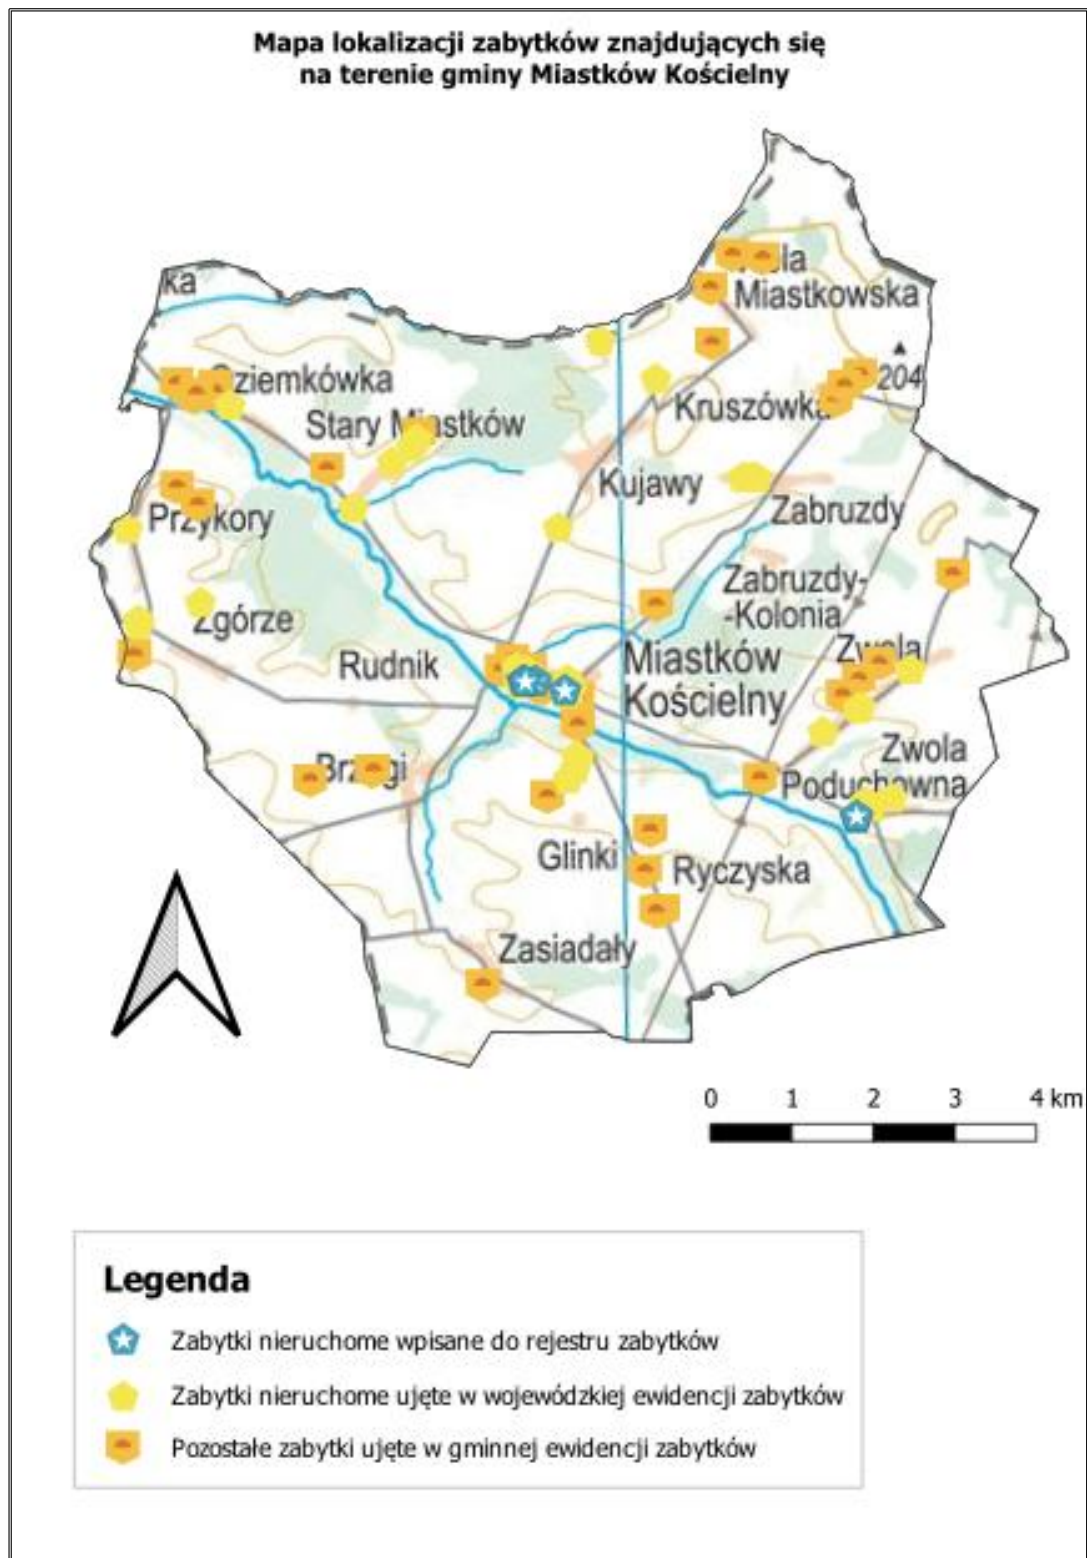 Mapa lokalizacji zabytków znajdujących się
na terenie gminy Miastków Kościelny
ka
Miastkowska
204
Kruszówka
Stary Miastków
Kujawy
Zabruzdy
Przykory
Zabruzdy-
-Kolonia
Zgórze
Zwola
Rudnik
Miastków
Kościelny
Zwola
Poduchowna
Brzegi
Glinki
Ryczyska
Zasiadały
0 1 2 3 4 km
Legenda
Zabytki nieruchome wpisane do rejestru zabytków
Zabytki nieruchome ujęte w wojewódzkiej ewidencji zabytków
Pozostałe zabytki ujęte w gminnej ewidencji zabytków